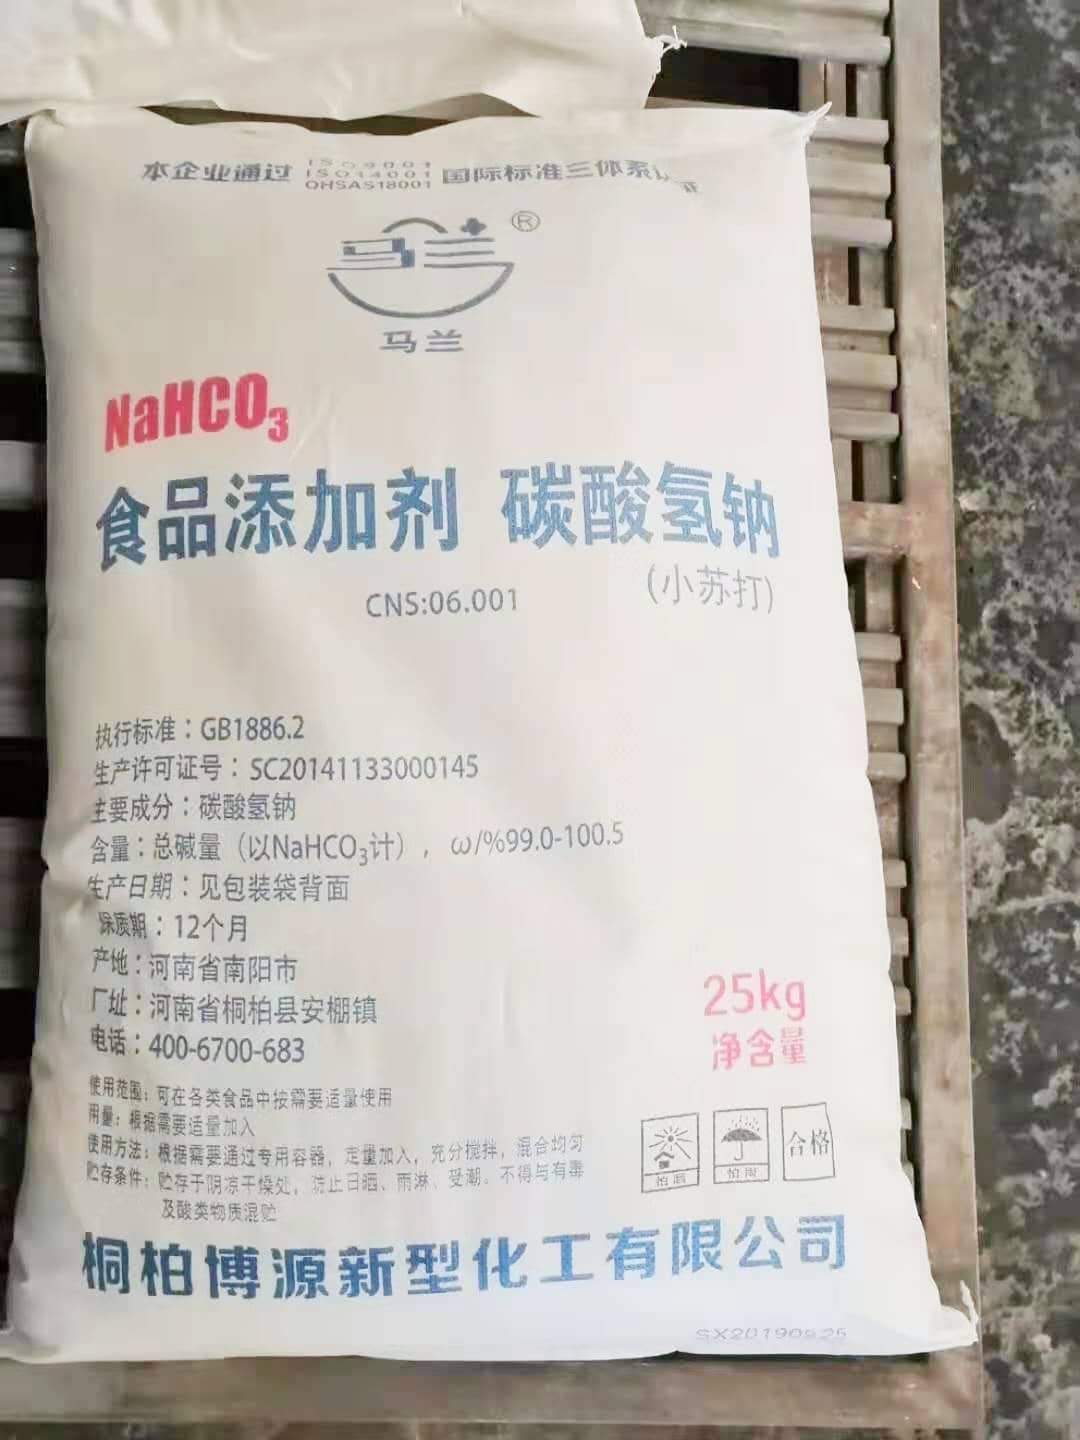 本企业通过 ISO9001 国际标准三体系认证
ISO14001
OHSAS18001
马兰®
马兰
NaHCO₃
食品添加剂 碳酸氢钠
(小苏打)
CNS:06.001
执行标准：GB1886.2
生产许可证号：SC20141133000145
主要成分：碳酸氢钠
含量：总碱量（以NaHCO₃计），ω/%99.0-100.5
生产日期：见包装袋背面
保质期：12个月
产地：河南省南阳市
厂址：河南省桐柏县安棚镇
电话：400-6700-683
25kg
净含量
使用范围：可在各类食品中按需要适量使用
用量：根据需要适量加入
使用方法：根据需要通过专用容器，定量加入，充分搅拌，混合均匀
贮存条件：贮存于阴凉干燥处，防止日晒、雨淋、受潮。不得与有毒
及酸类物质混贮
怕晒
怕雨
合格
桐柏博源新型化工有限公司
SX20190925